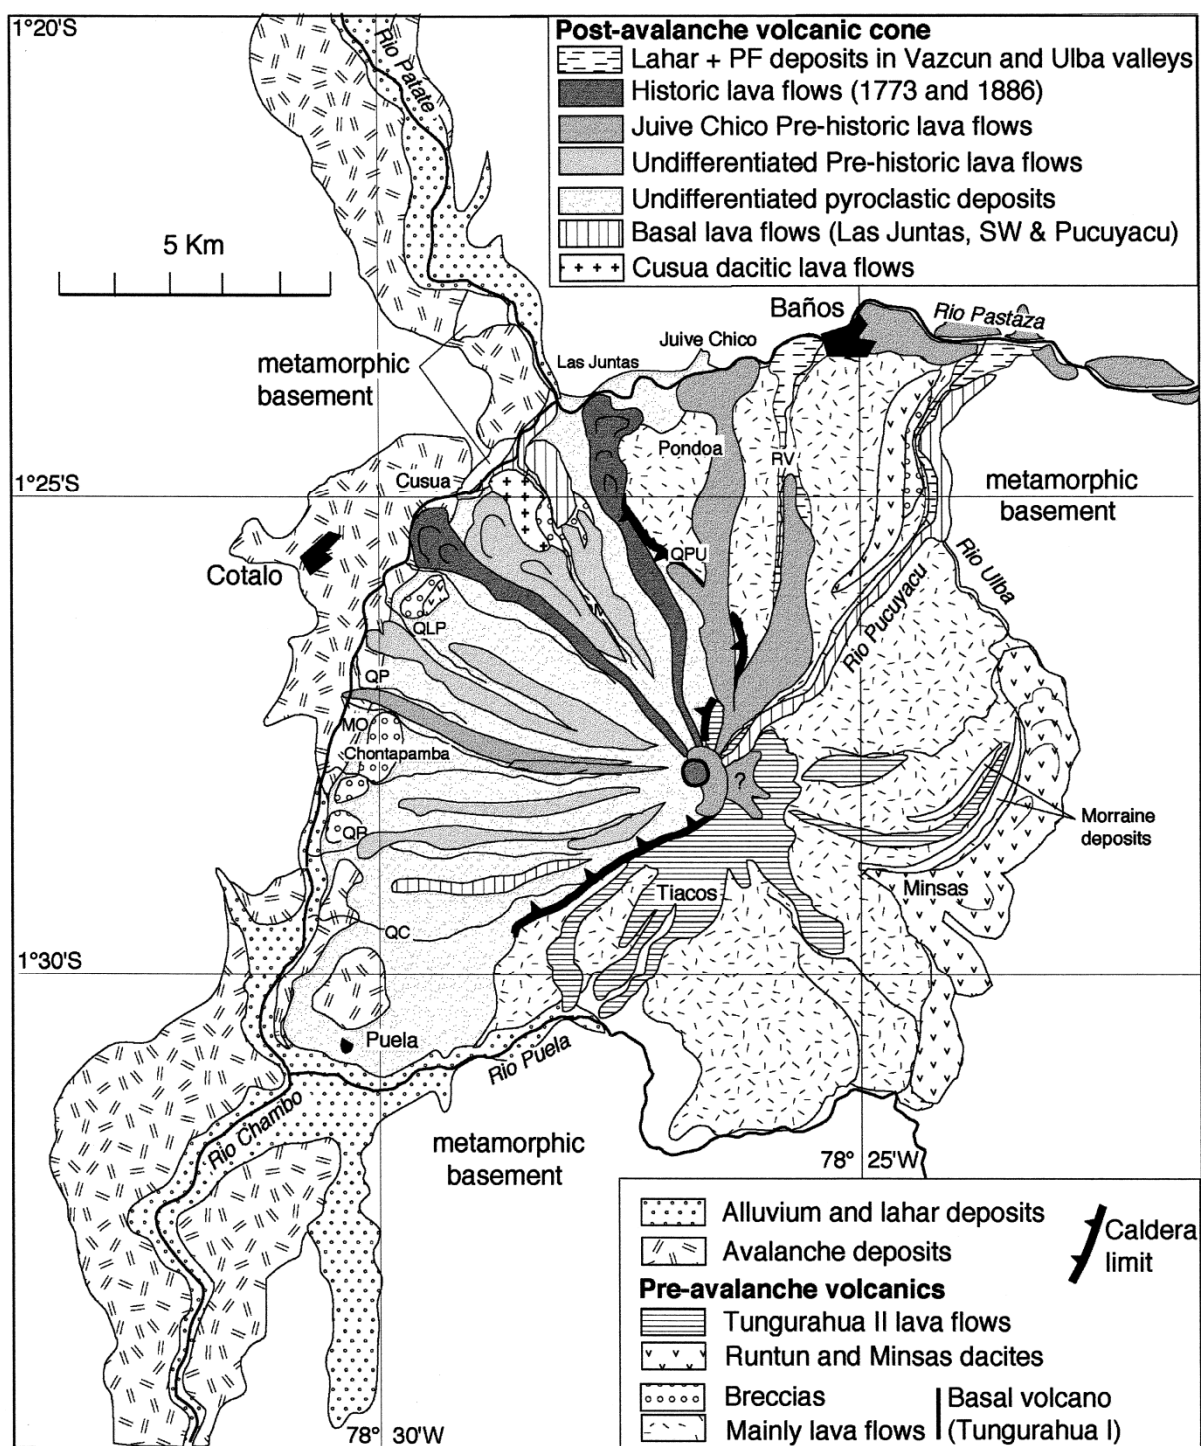 1°20'S
Rio Patate
Post-avalanche volcanic cone
Lahar + PF deposits in Vazcun and Ulba valleys
Historic lava flows (1773 and 1886)
Juive Chico Pre-historic lava flows
Undifferentiated Pre-historic lava flows
Undifferentiated pyroclastic deposits
Basal lava flows (Las Juntas, SW & Pucuyacu)
Cusua dacitic lava flows
5 Km
Baños
Rio Pastaza
Juive Chico
Las Juntas
metamorphic
basement
Pondoa
RV
Cusua
1°25'S
metamorphic
basement
QPU
Cotalo
Rio Ulba
Rio Pucuyacu
M
QLP
QP
MO
Chontapamba
?
QR
Morraine
deposits
Minsas
Tiacos
QC
1°30'S
Puela
Rio Puela
Rio Chambo
metamorphic
basement
78° 25'W
Alluvium and lahar deposits
Avalanche deposits
Caldera
limit
Pre-avalanche volcanics
Tungurahua II lava flows
Runtun and Minsas dacites
Breccias
Mainly lava flows
Basal volcano
(Tungurahua I)
78° 30'W